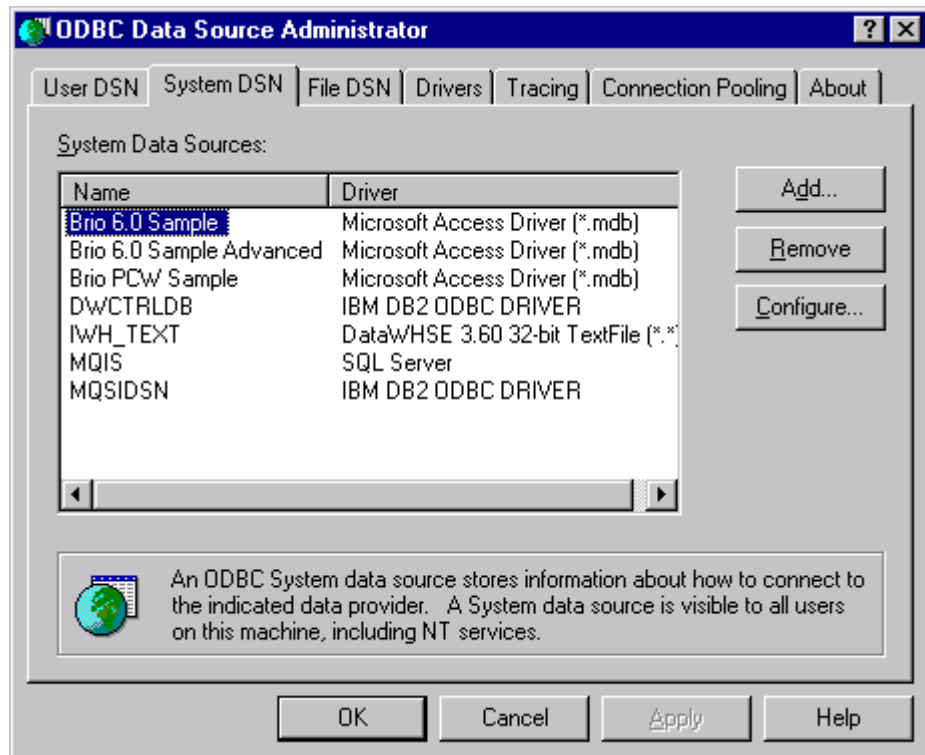 ODBC Data Source Administrator
User DSN System DSN File DSN Drivers Tracing Connection Pooling About
System Data Sources:
Name Driver
Brio 6.0 Sample Microsoft Access Driver (*.mdb)
Brio 6.0 Sample Advanced Microsoft Access Driver (*.mdb)
Brio PCW Sample Microsoft Access Driver (*.mdb)
DWCTRLDB IBM DB2 ODBC DRIVER
IWH_TEXT DataWHSE 3.60 32-bit TextFile (*.*)
MQIS SQL Server
MQSIDSN IBM DB2 ODBC DRIVER
Add...
Remove
Configure...
An ODBC System data source stores information about how to connect to
the indicated data provider. A System data source is visible to all users
on this machine, including NT services.
OK Cancel Apply Help